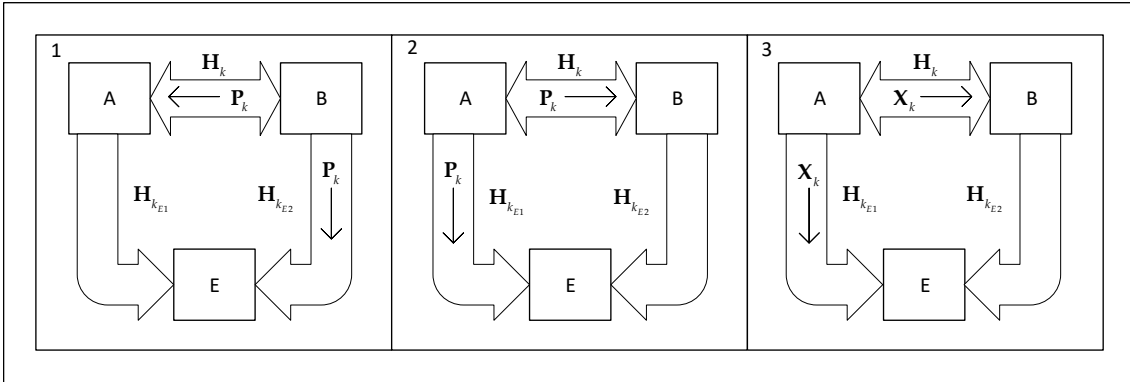 1
H_k
A
P_k
B
P_k
H_{k_{E1}}
H_{k_{E2}}
E
2
H_k
A
P_k
B
P_k
H_{k_{E1}}
H_{k_{E2}}
E
3
H_k
A
X_k
B
X_k
H_{k_{E1}}
H_{k_{E2}}
E